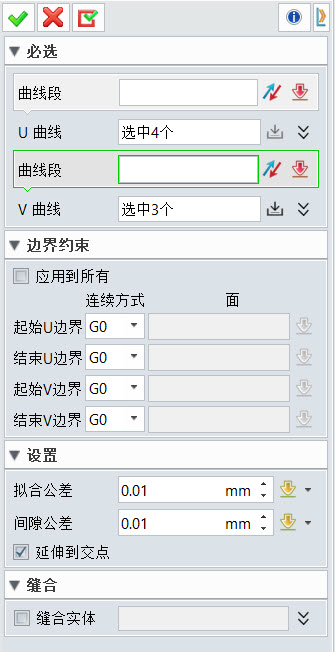 必选
曲线段
U 曲线 选中4个
曲线段
V 曲线 选中3个
边界约束
应用到所有
连续方式 面
起始U边界 G0
结束U边界 G0
起始V边界 G0
结束V边界 G0
设置
拟合公差 0.01 mm
间隙公差 0.01 mm
延伸到交点
缝合
缝合实体